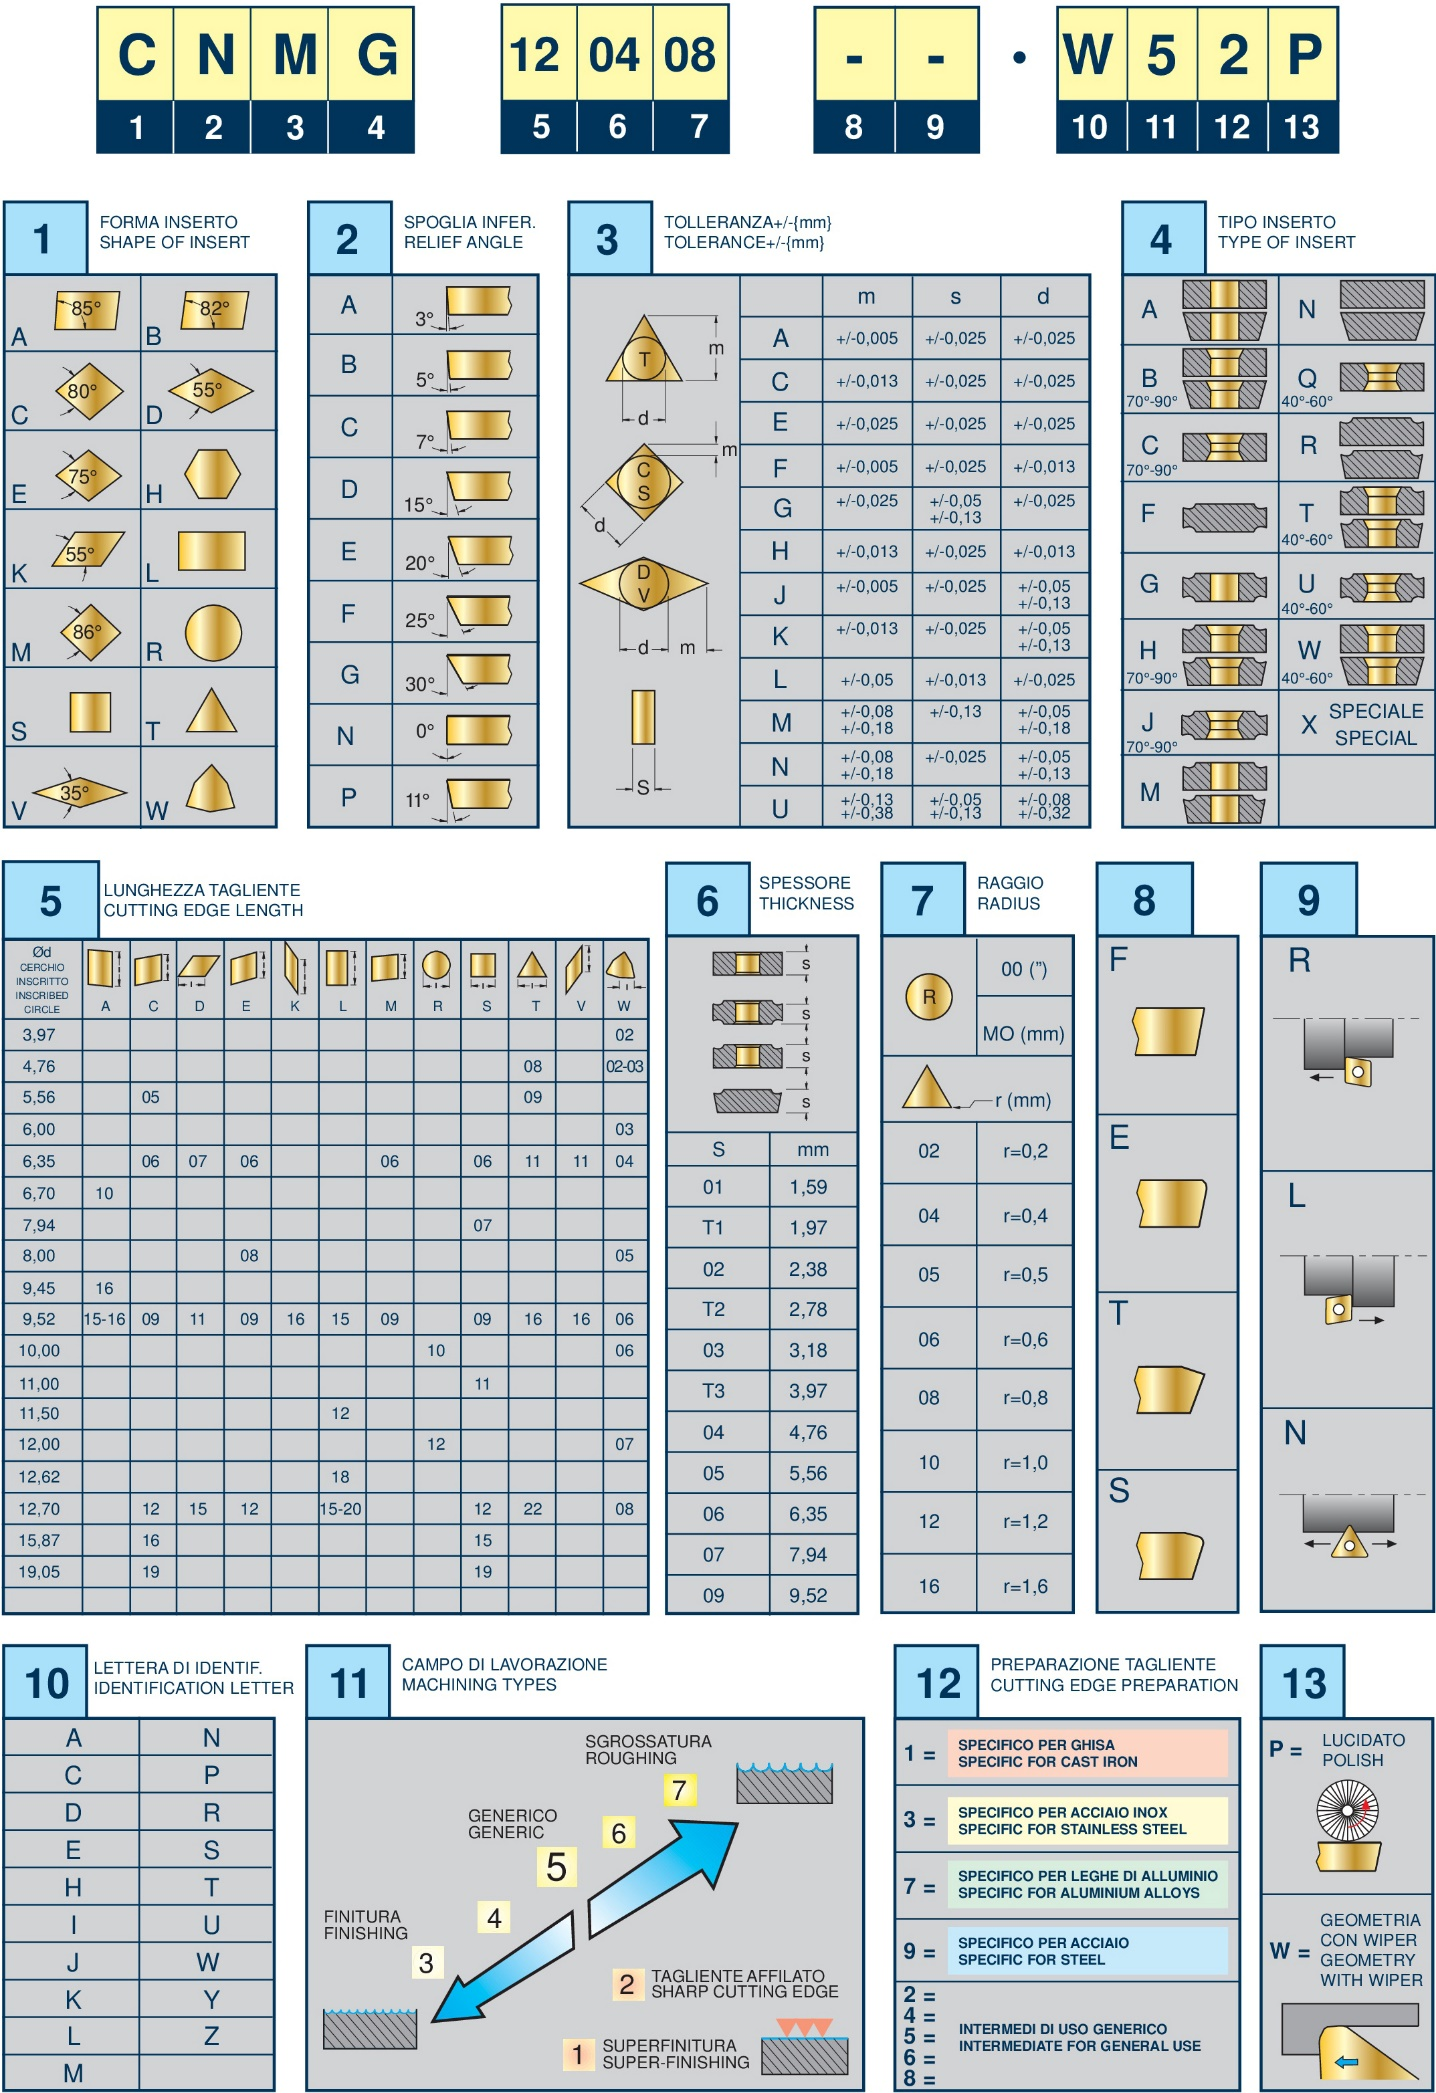 C N M G 12 04 08 - - • W 5 2 P
1 2 3 4 5 6 7 8 9 10 11 12 13
1 FORMA INSERTO
SHAPE OF INSERT
A 85° B 82°
C 80° D 55°
E 75° H
K 55° L
M 86° R
S T
V 35° W
2 SPOGLIA INFER.
RELIEF ANGLE
A 3°
B 5°
C 7°
D 15°
E 20°
F 25°
G 30°
N 0°
P 11°
3 TOLLERANZA+/-{mm}
TOLERANCE+/-{mm}
T m
d
C S m
d
D V
d m
S
m s d
A +/-0,005 +/-0,025 +/-0,025
C +/-0,013 +/-0,025 +/-0,025
E +/-0,025 +/-0,025 +/-0,025
F +/-0,005 +/-0,025 +/-0,013
G +/-0,025 +/-0,05 +/-0,025
+/-0,13
H +/-0,013 +/-0,025 +/-0,013
J +/-0,005 +/-0,025 +/-0,05
+/-0,13
K +/-0,013 +/-0,025 +/-0,05
+/-0,13
L +/-0,05 +/-0,013 +/-0,025
M +/-0,08 +/-0,13 +/-0,05
+/-0,18 +/-0,18
N +/-0,08 +/-0,025 +/-0,05
+/-0,18 +/-0,13
U +/-0,13 +/-0,05 +/-0,08
+/-0,38 +/-0,13 +/-0,32
4 TIPO INSERTO
TYPE OF INSERT
A N
B 70°-90° Q 40°-60°
C 70°-90° R
F T 40°-60°
G U 40°-60°
H 70°-90° W 40°-60°
J 70°-90° X SPECIALE
SPECIAL
M
5 LUNGHEZZA TAGLIENTE
CUTTING EDGE LENGTH
Ød
CERCHIO
INSCRITTO
INSCRIBED
CIRCLE A C D E K L M R S T V W
3,97 02
4,76 08 02-03
5,56 05 09
6,00 03
6,35 06 07 06 06 06 11 11 04
6,70 10
7,94 07
8,00 08 05
9,45 16
9,52 15-16 09 11 09 16 15 09 09 16 16 06
10,00 10 06
11,00 11
11,50 12
12,00 12 07
12,62 18
12,70 12 15 12 15-20 12 22 08
15,87 16 15
19,05 19 19
6 SPESSORE
THICKNESS
s
s
s
s
S mm
01 1,59
T1 1,97
02 2,38
T2 2,78
03 3,18
T3 3,97
04 4,76
05 5,56
06 6,35
07 7,94
09 9,52
7 RAGGIO
RADIUS
R 00 (")
MO (mm)
r (mm)
02 r=0,2
04 r=0,4
05 r=0,5
06 r=0,6
08 r=0,8
10 r=1,0
12 r=1,2
16 r=1,6
8
F
E
T
S
9
R
L
N
10 LETTERA DI IDENTIF.
IDENTIFICATION LETTER
A N
C P
D R
E S
H T
I U
J W
K Y
L Z
M
11 CAMPO DI LAVORAZIONE
MACHINING TYPES
SGROSSATURA
ROUGHING
7
GENERICO
GENERIC
6
5
4
FINITURA
FINISHING
3
2 TAGLIENTE AFFILATO
SHARP CUTTING EDGE
1 SUPERFINITURA
SUPER-FINISHING
12 PREPARAZIONE TAGLIENTE
CUTTING EDGE PREPARATION
1 = SPECIFICO PER GHISA
SPECIFIC FOR CAST IRON
3 = SPECIFICO PER ACCIAIO INOX
SPECIFIC FOR STAINLESS STEEL
7 = SPECIFICO PER LEGHE DI ALLUMINIO
SPECIFIC FOR ALUMINIUM ALLOYS
9 = SPECIFICO PER ACCIAIO
SPECIFIC FOR STEEL
2 =
4 =
5 = INTERMEDI DI USO GENERICO
6 = INTERMEDIATE FOR GENERAL USE
8 =
13
P = LUCIDATO
POLISH
W = GEOMETRIA
CON WIPER
GEOMETRY
WITH WIPER